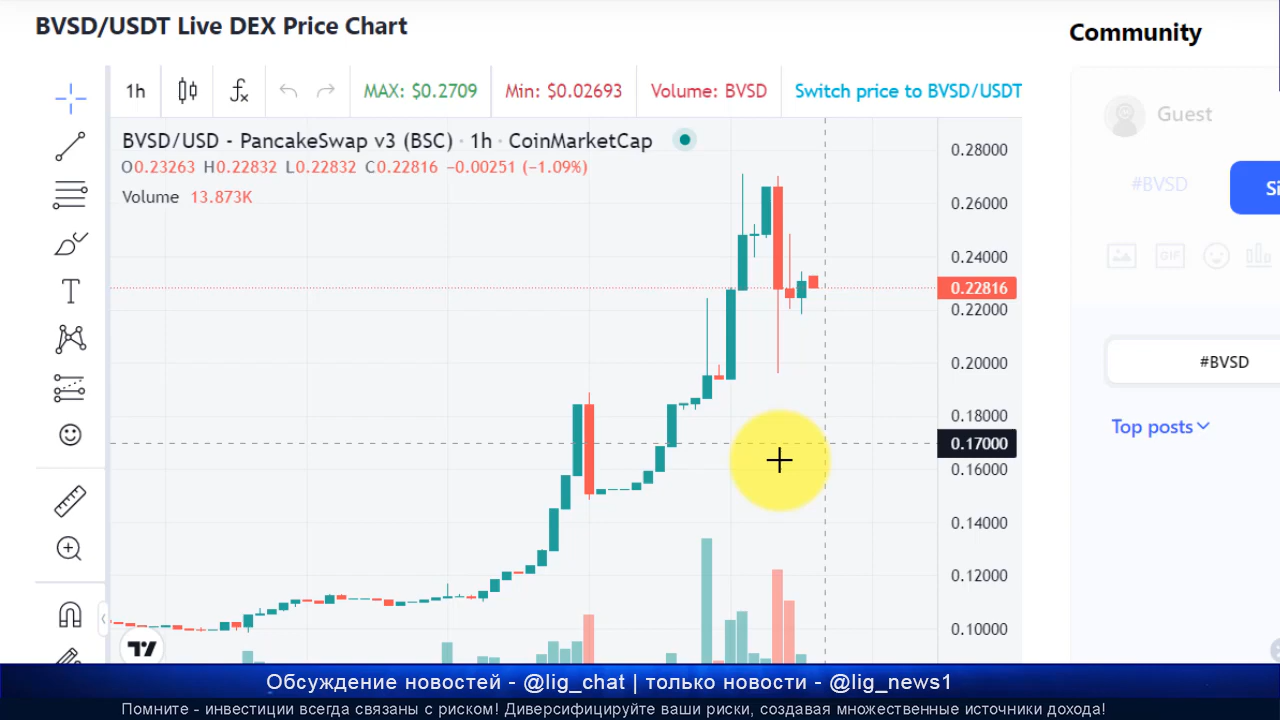 BVSD/USDT Live DEX Price Chart
Community
1h
MAX: $0.2709
Min: $0.02693
Volume: BVSD
Switch price to BVSD/USDT
Guest
BVSD/USD - PancakeSwap v3 (BSC) · 1h · CoinMarketCap
O0.23263 H0.22832 L0.22832 C0.22816 −0.00251 (−1.09%)
Volume 13.873K
#BVSD
Si
GIF
0.28000
0.26000
0.24000
0.22816
0.22000
0.20000
0.18000
0.17000
0.16000
0.14000
0.12000
0.10000
#BVSD
Top posts
Обсуждение новостей - @lig_chat | только новости - @lig_news1
Помните - инвестиции всегда связаны с риском! Диверсифицируйте ваши риски, создавая множественные источники дохода!